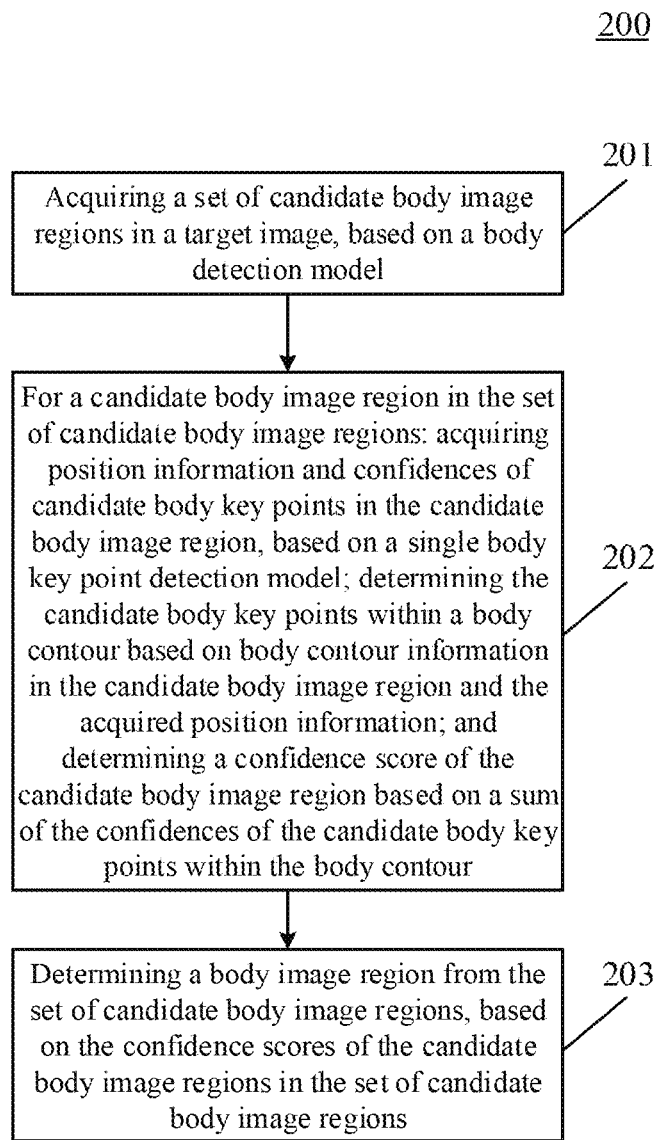 200
201
Acquiring a set of candidate body image
regions in a target image, based on a body
detection model
For a candidate body image region in the set
of candidate body image regions: acquiring
position information and confidences of
candidate body key points in the candidate
body image region, based on a single body
key point detection model; determining the
candidate body key points within a body
contour based on body contour information
in the candidate body image region and the
acquired position information; and
determining a confidence score of the
candidate body image region based on a sum
of the confidences of the candidate body key
points within the body contour
202
Determining a body image region from the
set of candidate body image regions, based
on the confidence scores of the candidate
body image regions in the set of candidate
body image regions
203